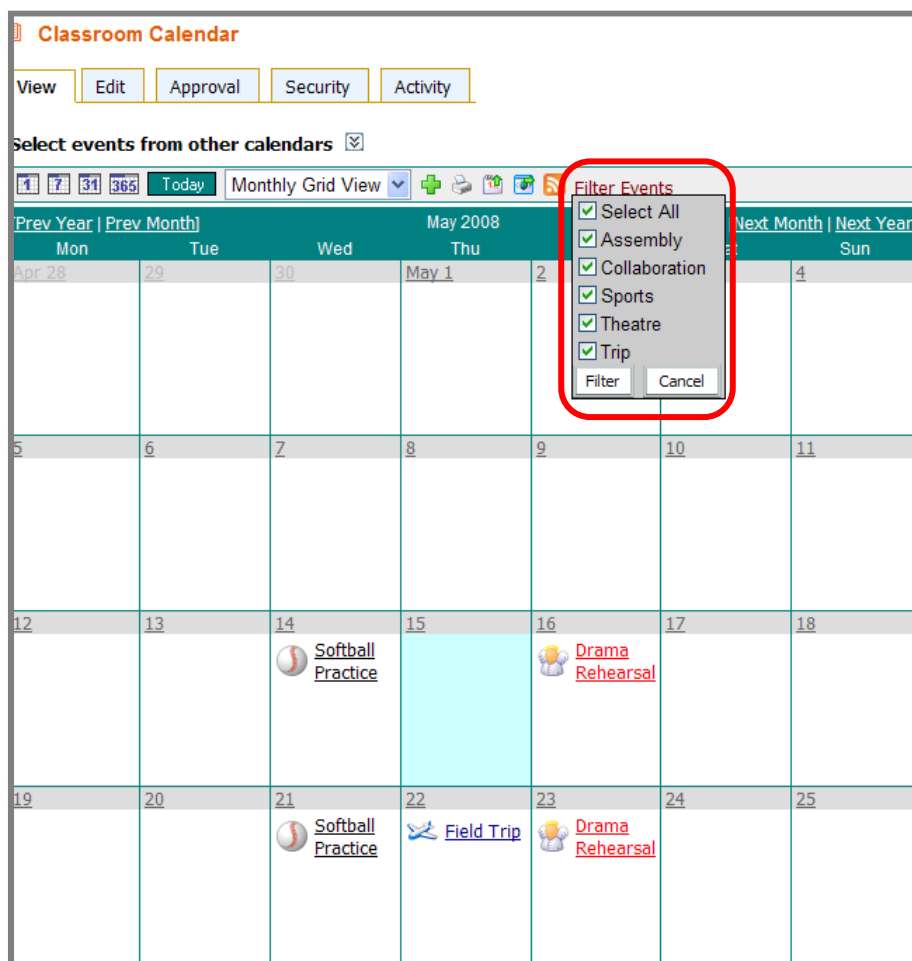 Classroom Calendar
View Edit Approval Security Activity
Select events from other calendars
1 7 31 365 Today Monthly Grid View Filter Events
[Prev Year | Prev Month] May 2008 Next Month | Next Year
Mon Tue Wed Thu Sun
Select All
Assembly
Collaboration
Sports
Theatre
Trip
Filter Cancel
Apr 28 29 30 May 1 2 4
5 6 7 8 9 10 11
12 13 14 15 16 17 18
Softball Drama
Practice Rehearsal
19 20 21 22 23 24 25
Softball Field Trip Drama
Practice Rehearsal